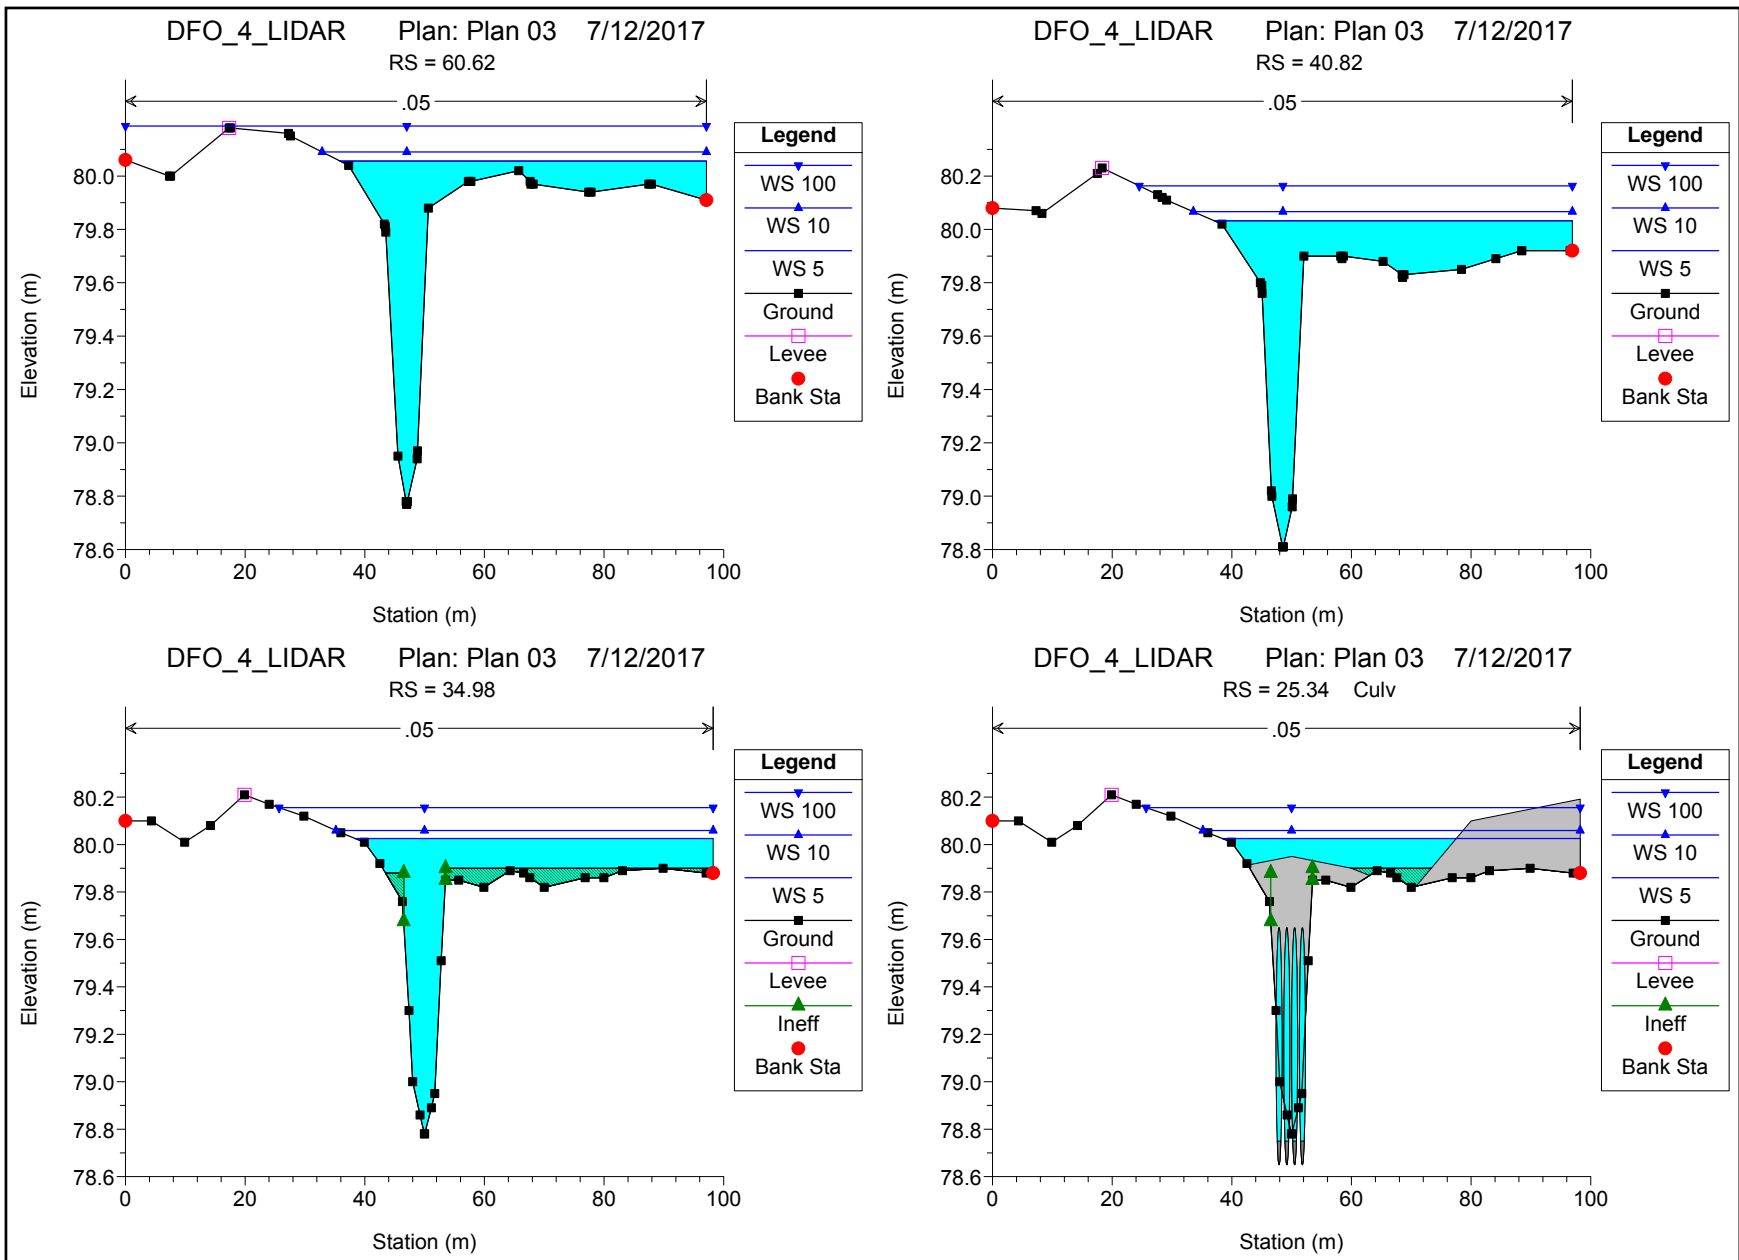 DFO_4_LIDAR Plan: Plan 03 7/12/2017
RS = 60.62
.05
Elevation (m)
80.0
79.8
79.6
79.4
79.2
79.0
78.8
78.6
0 20 40 60 80 100
Station (m)
Legend
WS 100
WS 10
WS 5
Ground
Levee
Bank Sta
DFO_4_LIDAR Plan: Plan 03 7/12/2017
RS = 40.82
.05
Elevation (m)
80.2
80.0
79.8
79.6
79.4
79.2
79.0
78.8
0 20 40 60 80 100
Station (m)
Legend
WS 100
WS 10
WS 5
Ground
Levee
Bank Sta
DFO_4_LIDAR Plan: Plan 03 7/12/2017
RS = 34.98
.05
Elevation (m)
80.2
80.0
79.8
79.6
79.4
79.2
79.0
78.8
78.6
0 20 40 60 80 100
Station (m)
Legend
WS 100
WS 10
WS 5
Ground
Levee
Ineff
Bank Sta
DFO_4_LIDAR Plan: Plan 03 7/12/2017
RS = 25.34 Culv
.05
Elevation (m)
80.2
80.0
79.8
79.6
79.4
79.2
79.0
78.8
78.6
0 20 40 60 80 100
Station (m)
Legend
WS 100
WS 10
WS 5
Ground
Levee
Ineff
Bank Sta